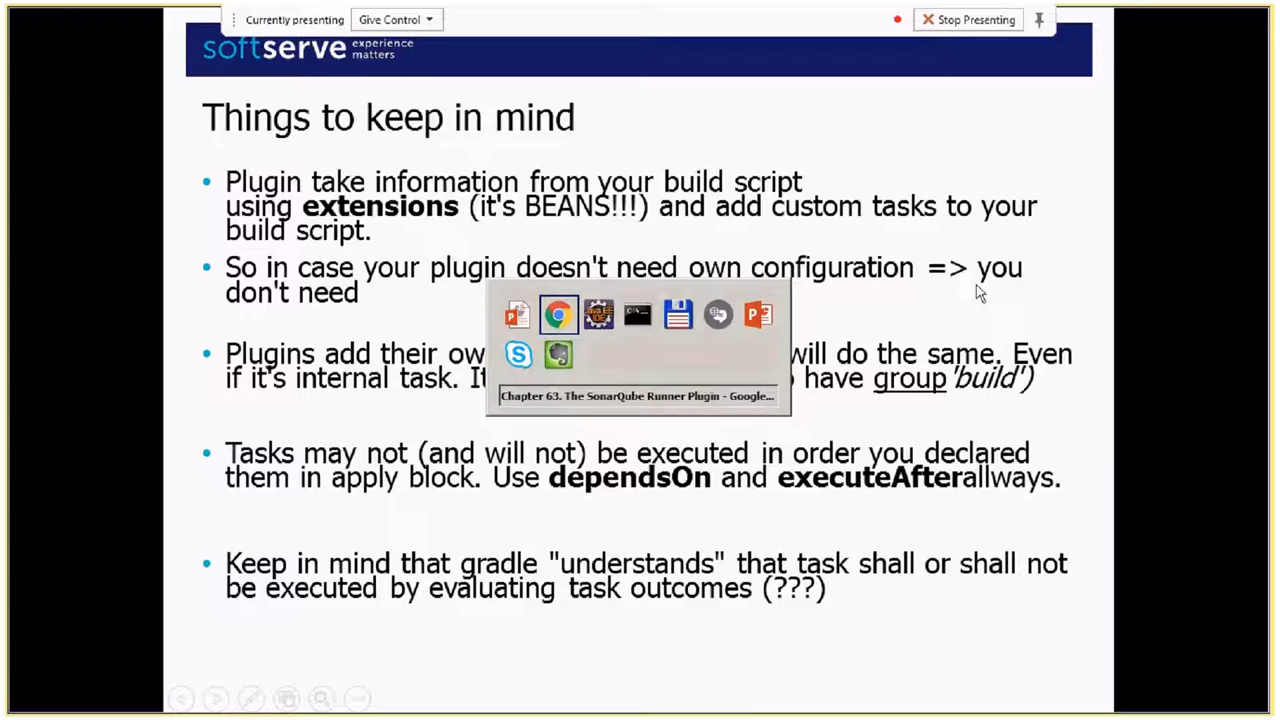 Currently presenting
Give Control
Stop Presenting
softserve experience
matters
Things to keep in mind
Plugin take information from your build script
using extensions (it's BEANS!!!) and add custom tasks to your
build script.
So in case your plugin doesn't need own configuration => you
don't need
Plugins add their ow will do the same. Even
if it's internal task. It have group 'build')
Chapter 63. The SonarQube Runner Plugin - Google...
Tasks may not (and will not) be executed in order you declared
them in apply block. Use dependsOn and executeAfterallways.
Keep in mind that gradle "understands" that task shall or shall not
be executed by evaluating task outcomes (???)